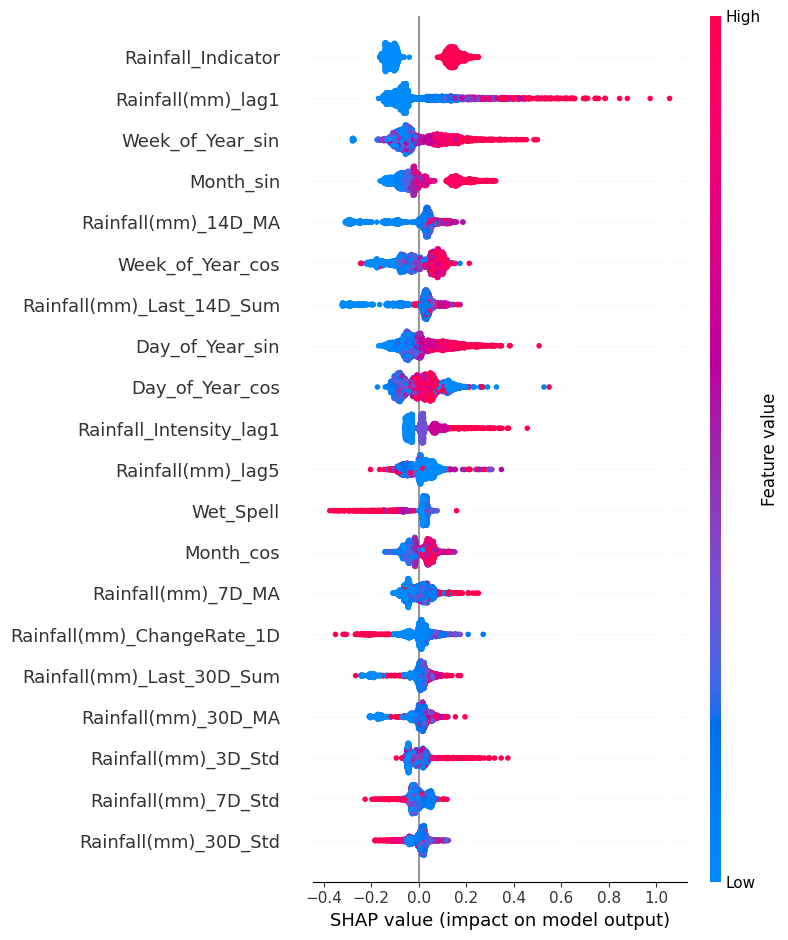 High
Rainfall_Indicator
Rainfall(mm)_lag1
Week_of_Year_sin
Month_sin
Rainfall(mm)_14D_MA
Week_of_Year_cos
Rainfall(mm)_Last_14D_Sum
Day_of_Year_sin
Day_of_Year_cos
Rainfall_Intensity_lag1
Rainfall(mm)_lag5
Wet_Spell
Month_cos
Rainfall(mm)_7D_MA
Rainfall(mm)_ChangeRate_1D
Rainfall(mm)_Last_30D_Sum
Rainfall(mm)_30D_MA
Rainfall(mm)_3D_Std
Rainfall(mm)_7D_Std
Rainfall(mm)_30D_Std
Feature value
Low
−0.4 −0.2 0.0 0.2 0.4 0.6 0.8 1.0
SHAP value (impact on model output)